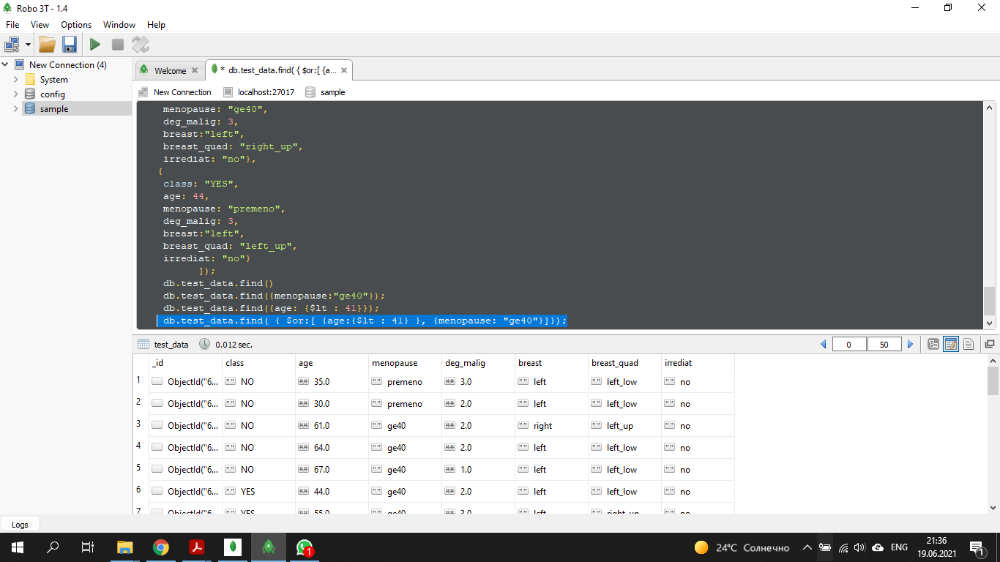 Robo 3T - 1.4
File View Options Window Help
New Connection (4)
System
config
sample
Welcome
* db.test_data.find( { $or:[ {a...
New Connection localhost:27017 sample
menopause: "ge40",
deg_malig: 3,
breast:"left",
breast_quad: "right_up",
irrediat: "no"},
{
class: "YES",
age: 44,
menopause: "premeno",
deg_malig: 3,
breast:"left",
breast_quad: "left_up",
irrediat: "no"}
]);
db.test_data.find()
db.test_data.find({menopause:"ge40"});
db.test_data.find({age: {$lt : 41}});
db.test_data.find( { $or:[ {age:{$lt : 41} }, {menopause: "ge40"}]});
test_data 0.012 sec. 0 50
_id class age menopause deg_malig breast breast_quad irrediat
1 ObjectId("6... "" NO #.# 35.0 "" premeno #.# 3.0 "" left "" left_low "" no
2 ObjectId("6... "" NO #.# 30.0 "" premeno #.# 2.0 "" left "" left_low "" no
3 ObjectId("6... "" NO #.# 61.0 "" ge40 #.# 2.0 "" right "" left_up "" no
4 ObjectId("6... "" NO #.# 64.0 "" ge40 #.# 2.0 "" left "" left_low "" no
5 ObjectId("6... "" NO #.# 67.0 "" ge40 #.# 1.0 "" left "" left_low "" no
6 ObjectId("6... "" YES #.# 44.0 "" ge40 #.# 2.0 "" left "" left_low "" no
7 ObjectId("6... "" YES #.# 55.0 "" ge40 #.# 3.0 "" left "" right_up "" no
Logs
1
24°C Солнечно
ENG
21:36
19.06.2021
1